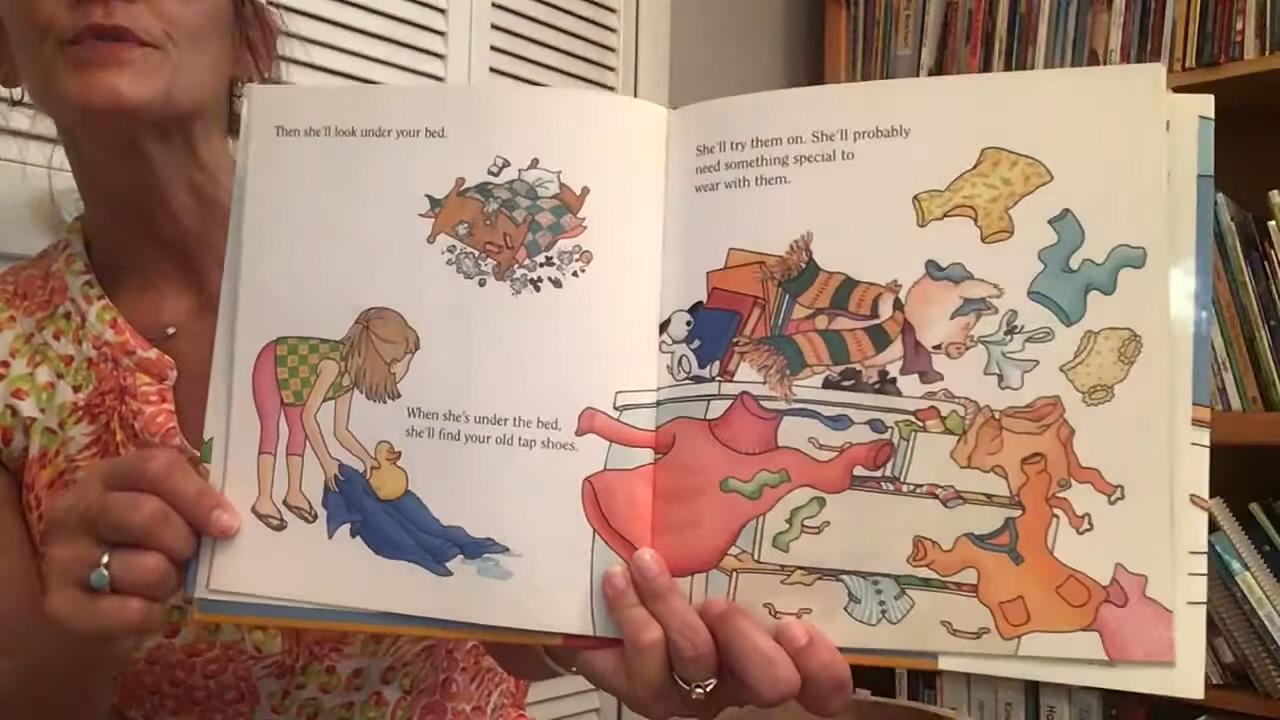 Then she'll look under your bed.
When she's under the bed,
she'll find your old tap shoes.
She'll try them on. She'll probably
need something special to
wear with them.